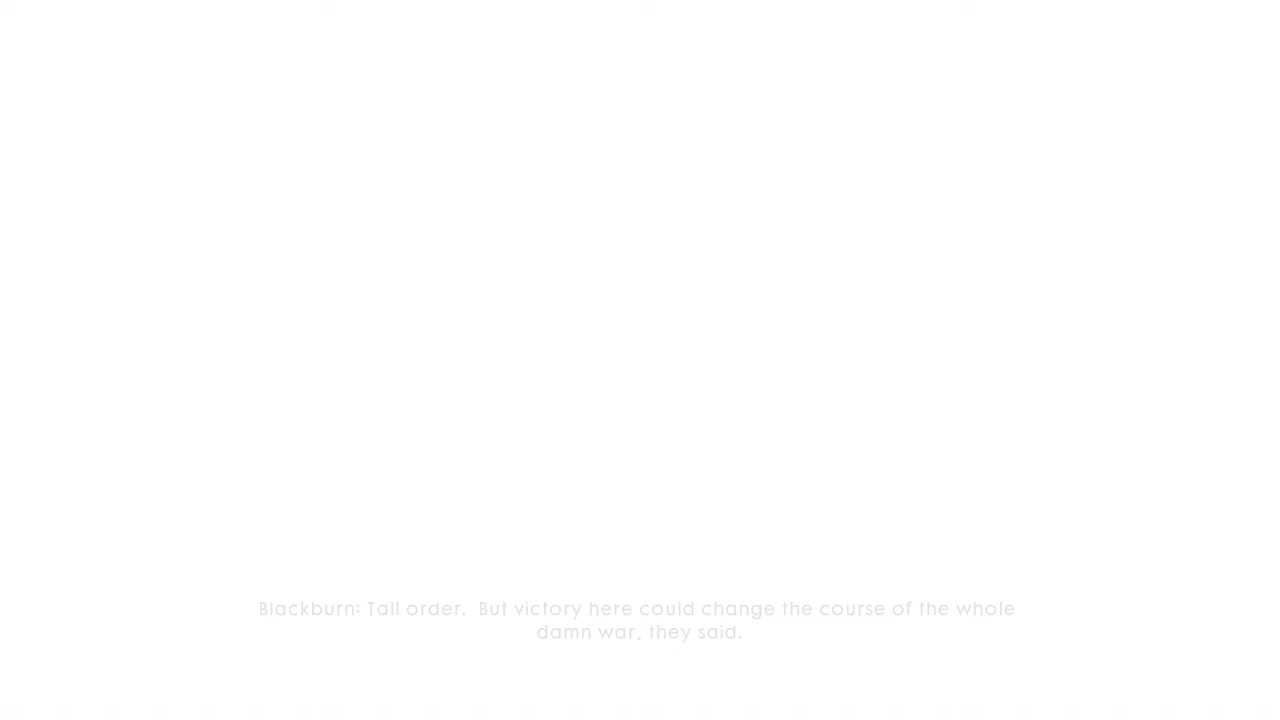 Blackburn: Tall order.  But victory here could change the course of the whole
damn war, they said.